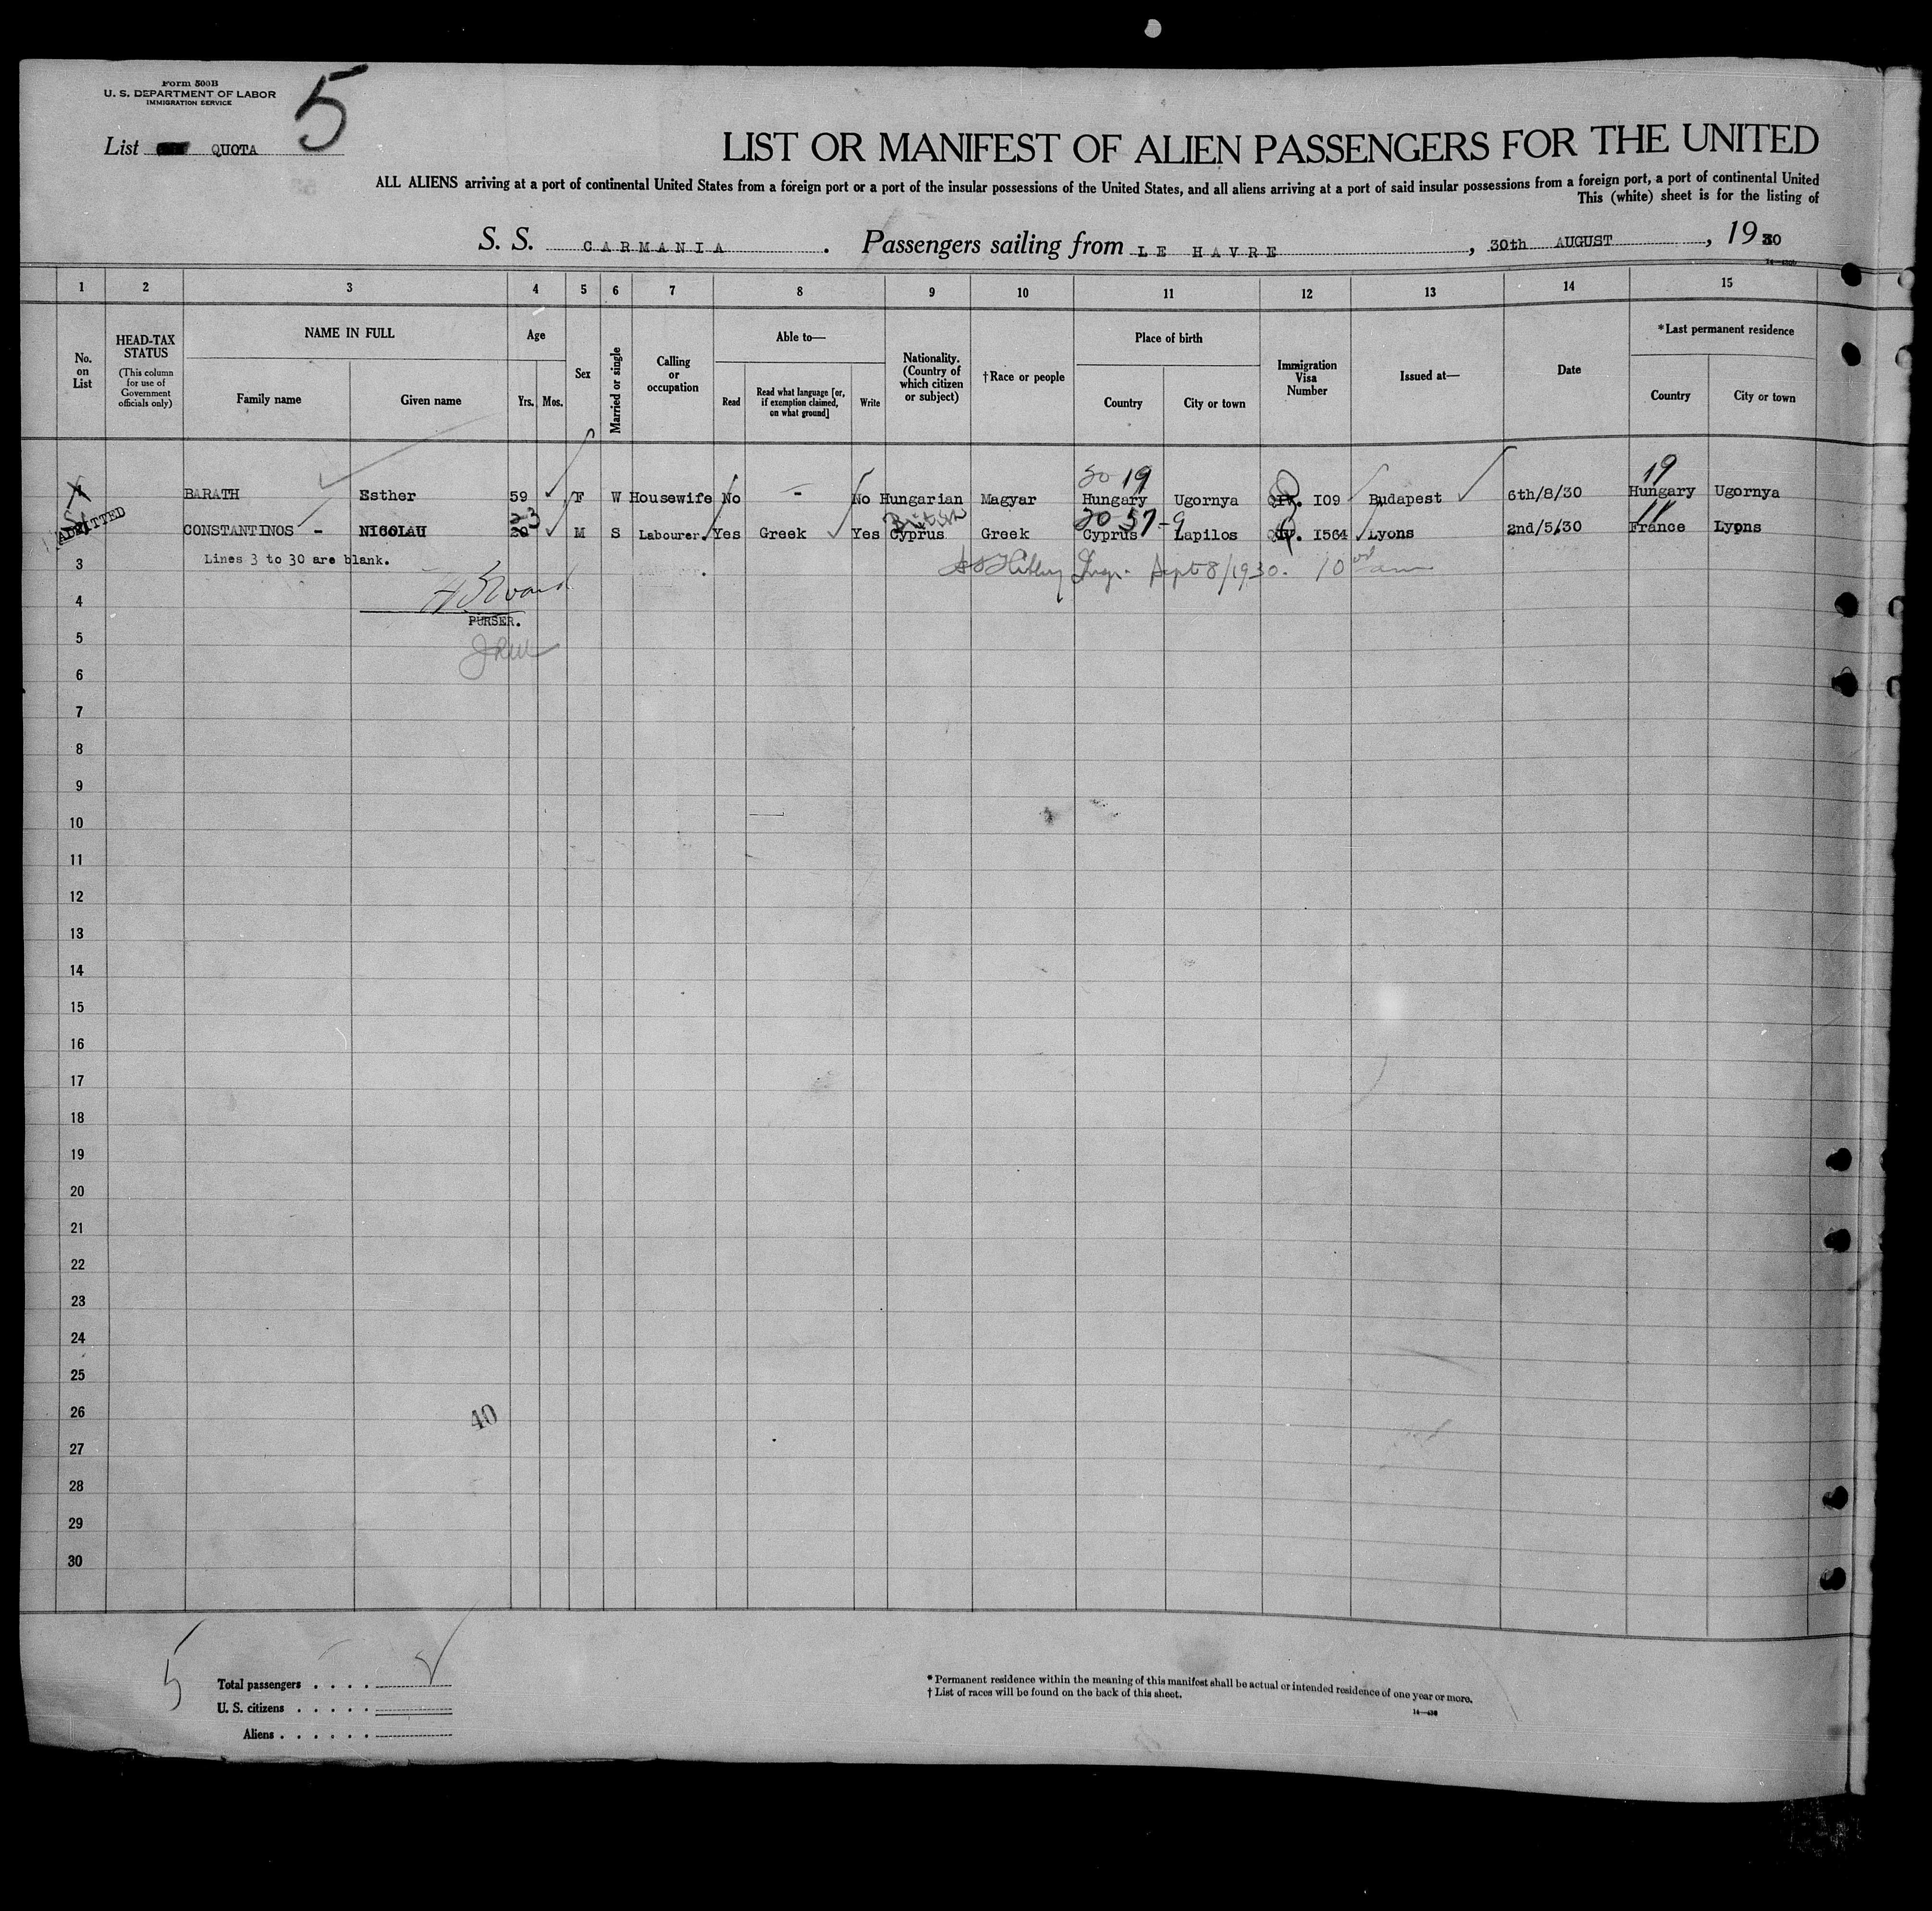 Form 500B
U. S. DEPARTMENT OF LABOR
IMMIGRATION SERVICE
5
List QUOTA
LIST OR MANIFEST OF ALIEN PASSENGERS FOR THE UNITED
ALL ALIENS arriving at a port of continental United States from a foreign port or a port of the insular possessions of the United States, and all aliens arriving at a port of said insular possessions from a foreign port, a port of continental United
This (white) sheet is for the listing of
S. S. CARMANIA. Passengers sailing from LE HAVRE, 30th AUGUST, 1930
1 2 3 4 5 6 7 8 9 10 11 12 13 14 15
No. on List
HEAD-TAX STATUS (This column for use of Government officials only)
NAME IN FULL
Family name
Given name
Age
Yrs. Mos.
Sex
Married or single
Calling or occupation
Able to—
Read
Read what language [or, if exemption claimed, on what ground]
Write
Nationality. (Country of which citizen or subject)
†Race or people
Place of birth
Country
City or town
Immigration Visa Number
Issued at—
Date
*Last permanent residence
Country
City or town
20 19 19
BARATH Esther 59 F W Housewife No - No Hungarian Magyar Hungary Ugornya QIV. I09 Budapest 6th/8/30 Hungary Ugornya
23 British 20 57-9
ADMITTED CONSTANTINOS - NICOLAU M S Labourer. Yes Greek Yes Cyprus Greek Cyprus Lapilos I564 Lyons 2nd/5/30 France Lyons
3 Lines 3 to 30 are blank.
Sept 8/1930. 10
4
PURSER.
5
6
7
8
9
10
11
12
13
14
15
16
17
18
19
20
21
22
23
24
25
26
40
27
28
29
30
5
Total passengers . . . .
U. S. citizens . . . . .
Aliens . . . . . .
* Permanent residence within the meaning of this manifest shall be actual or intended residence of one year or more.
† List of races will be found on the back of this sheet.